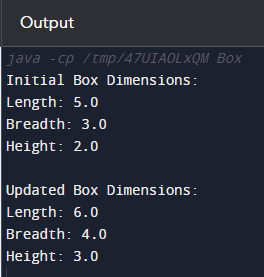 Output
java -cp /tmp/47UIAOLxQM Box
Initial Box Dimensions:
Length: 5.0
Breadth: 3.0
Height: 2.0
Updated Box Dimensions:
Length: 6.0
Breadth: 4.0
Height: 3.0